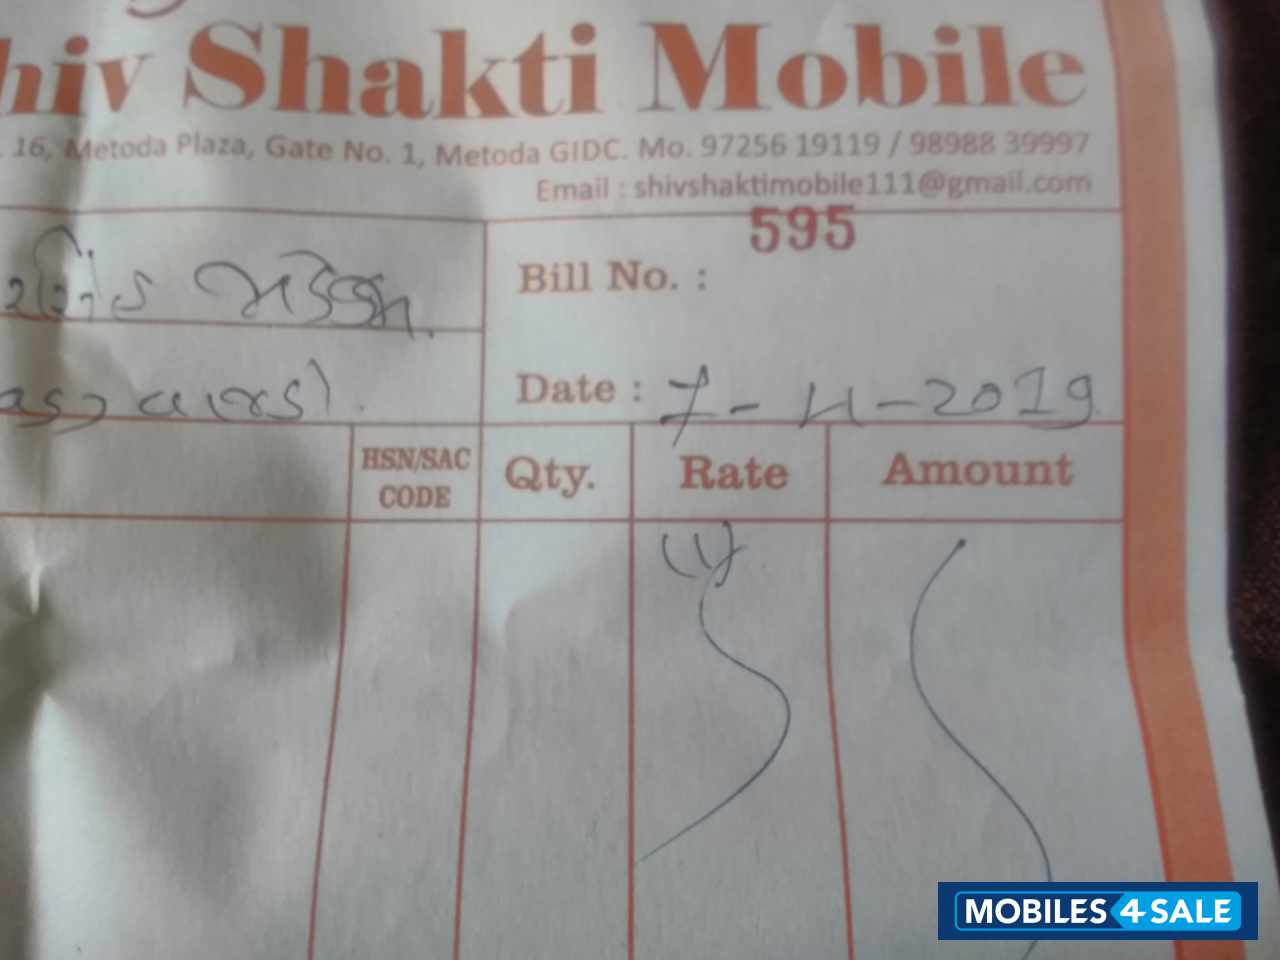 hiv Shakti Mobile
16, Metoda Plaza, Gate No. 1, Metoda GIDC. Mo. 97256 19119 / 98988 39997
Email : shivshaktimobile111@gmail.com
595
Bill No. :
Date : 7-11-2019
HSN/SAC CODE Qty. Rate Amount
(1)
MOBILES 4 SALE